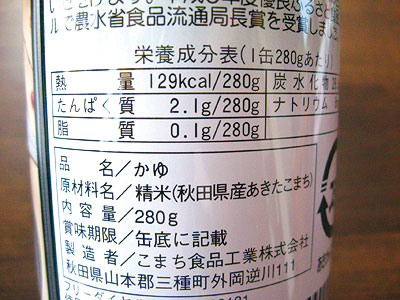 で農水省食品流通局長賞を受賞しまし
栄養成分表(1缶280gあたり)
熱量 129kcal/280g 炭水化物
たんぱく質 2.1g/280g ナトリウム
脂質 0.1g/280g
品名/かゆ
原材料名/精米(秋田県産あきたこまち)
内容量/280g
賞味期限/缶底に記載
製造者/こまち食品工業株式会社
秋田県山本郡三種町外岡逆川111
フリーダイヤル